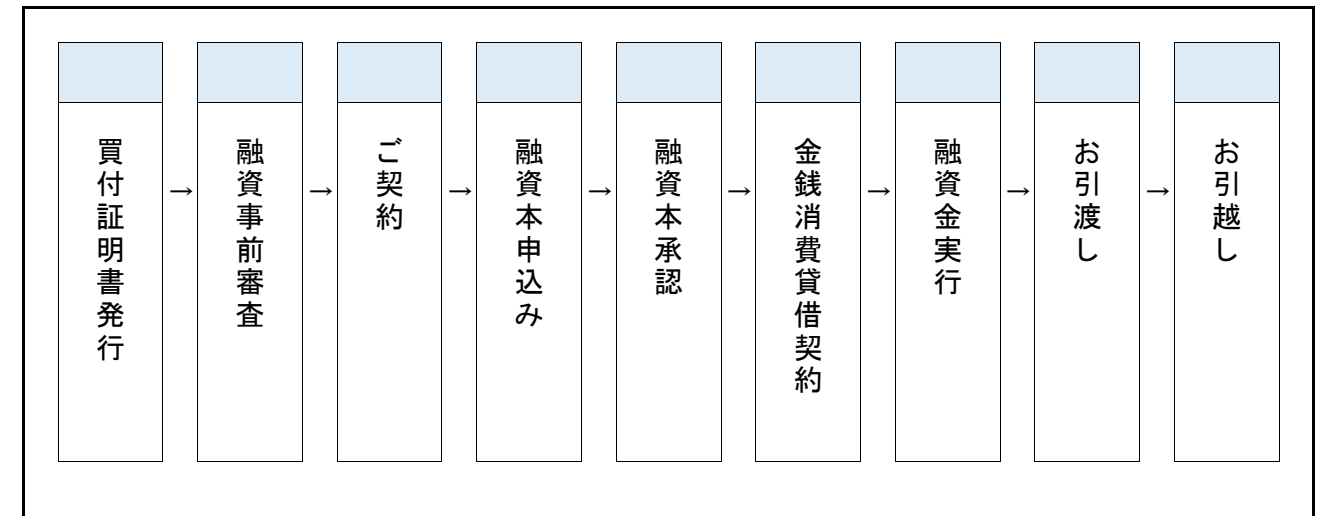 買付証明書発行
→
融資事前審査
→
ご契約
→
融資本申込み
→
融資本承認
→
金銭消費貸借契約
→
融資金実行
→
お引渡し
→
お引越し